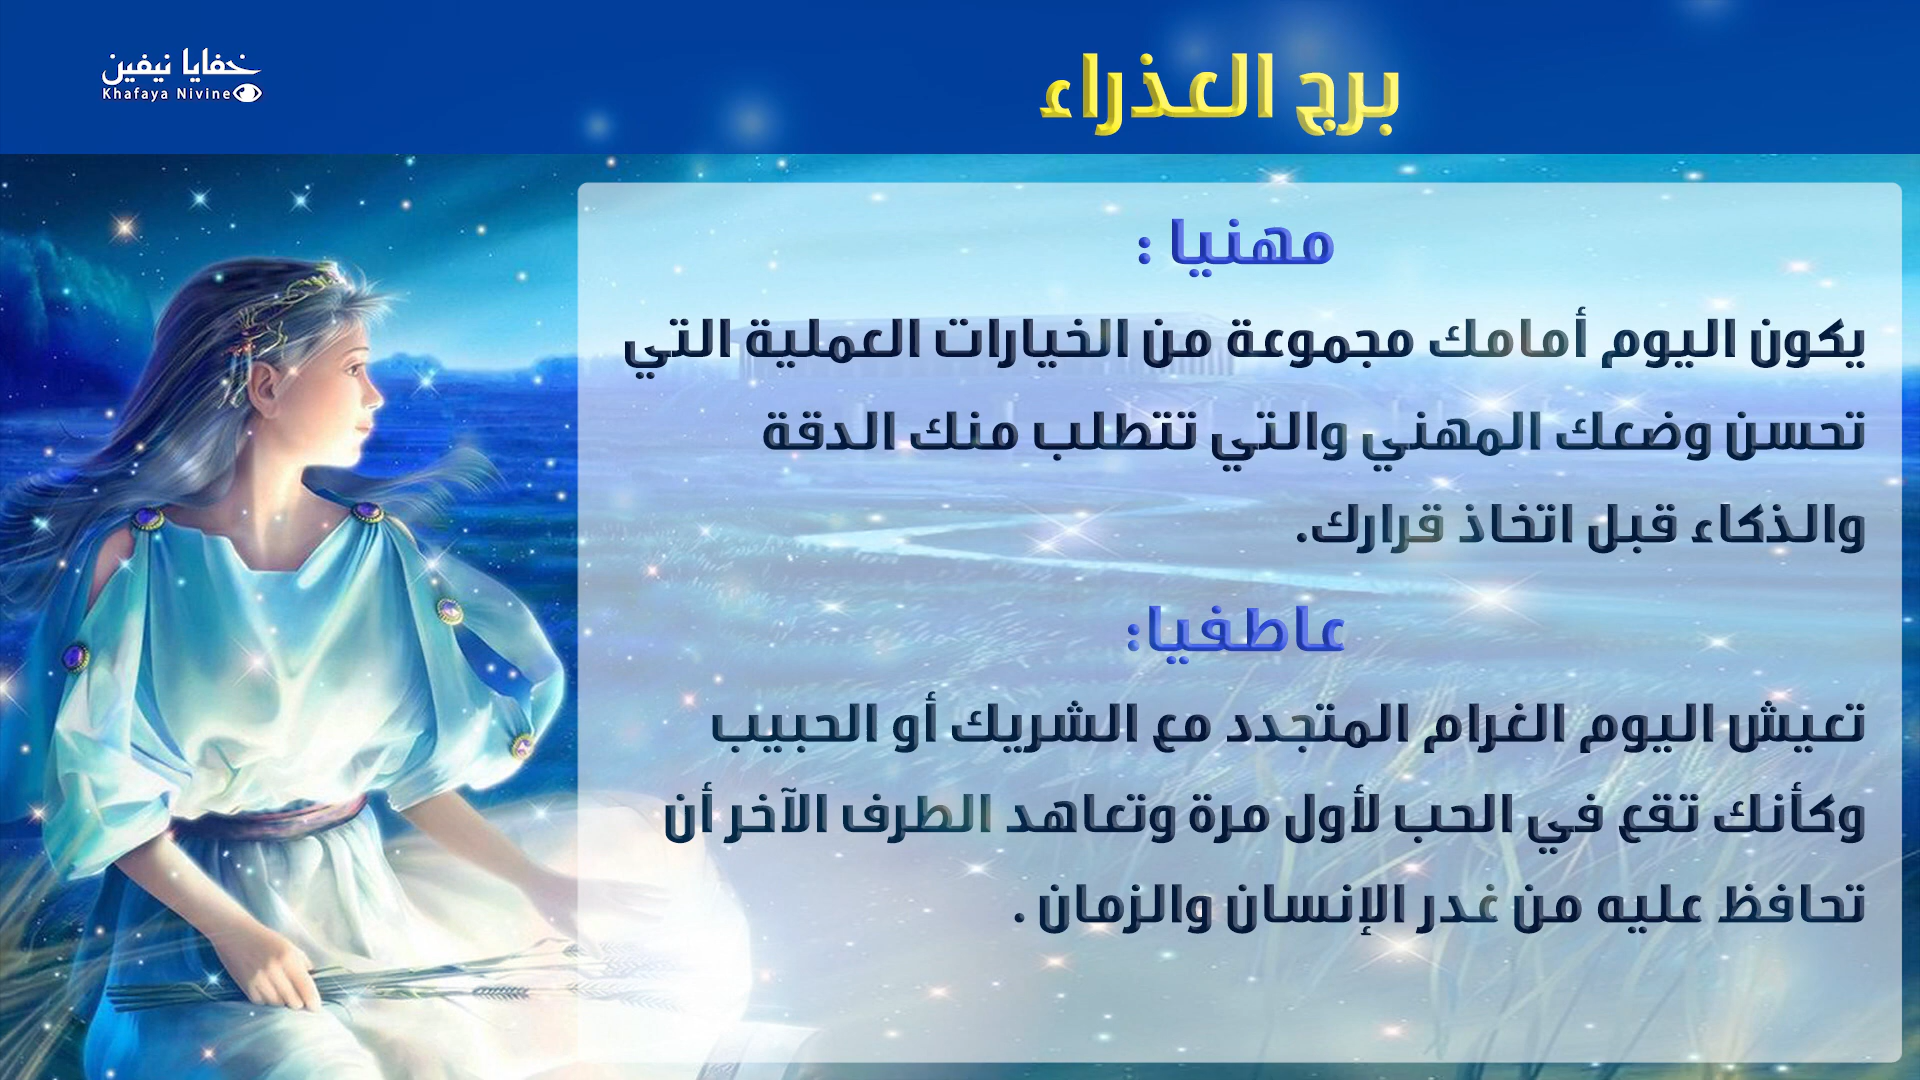 خفايا نيفين
Khafaya Nivine
برج العذراء
مهنيا :
يكون اليوم أمامك مجموعة من الخيارات العملية التي
تحسن وضعك المهني والتي تتطلب منك الدقة
والذكاء قبل اتخاذ قرارك.
عاطفيا:
تعيش اليوم الغرام المتجدد مع الشريك أو الحبيب
وكأنك تقع في الحب لأول مرة وتعاهد الطرف الآخر أن
تحافظ عليه من غدر الإنسان والزمان .